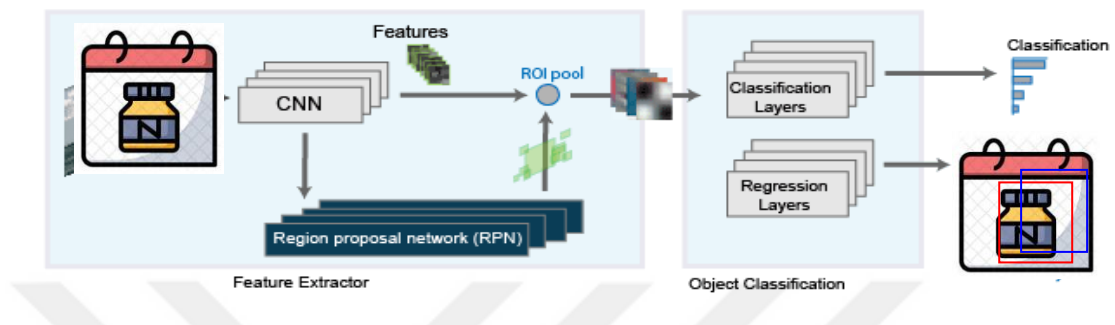 Features
Classification
ROI pool
CNN
N
Classification
Layers
Regression
Layers
N
Region proposal network (RPN)
Feature Extractor
Object Classification